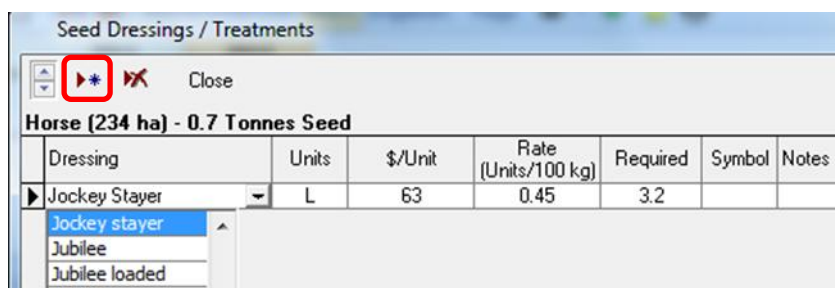 Seed Dressings / Treatments
Close
Horse (234 ha) - 0.7 Tonnes Seed
Dressing Units $/Unit Rate (Units/100 kg) Required Symbol Notes
Jockey Stayer L 63 0.45 3.2
Jockey stayer
Jubilee
Jubilee loaded